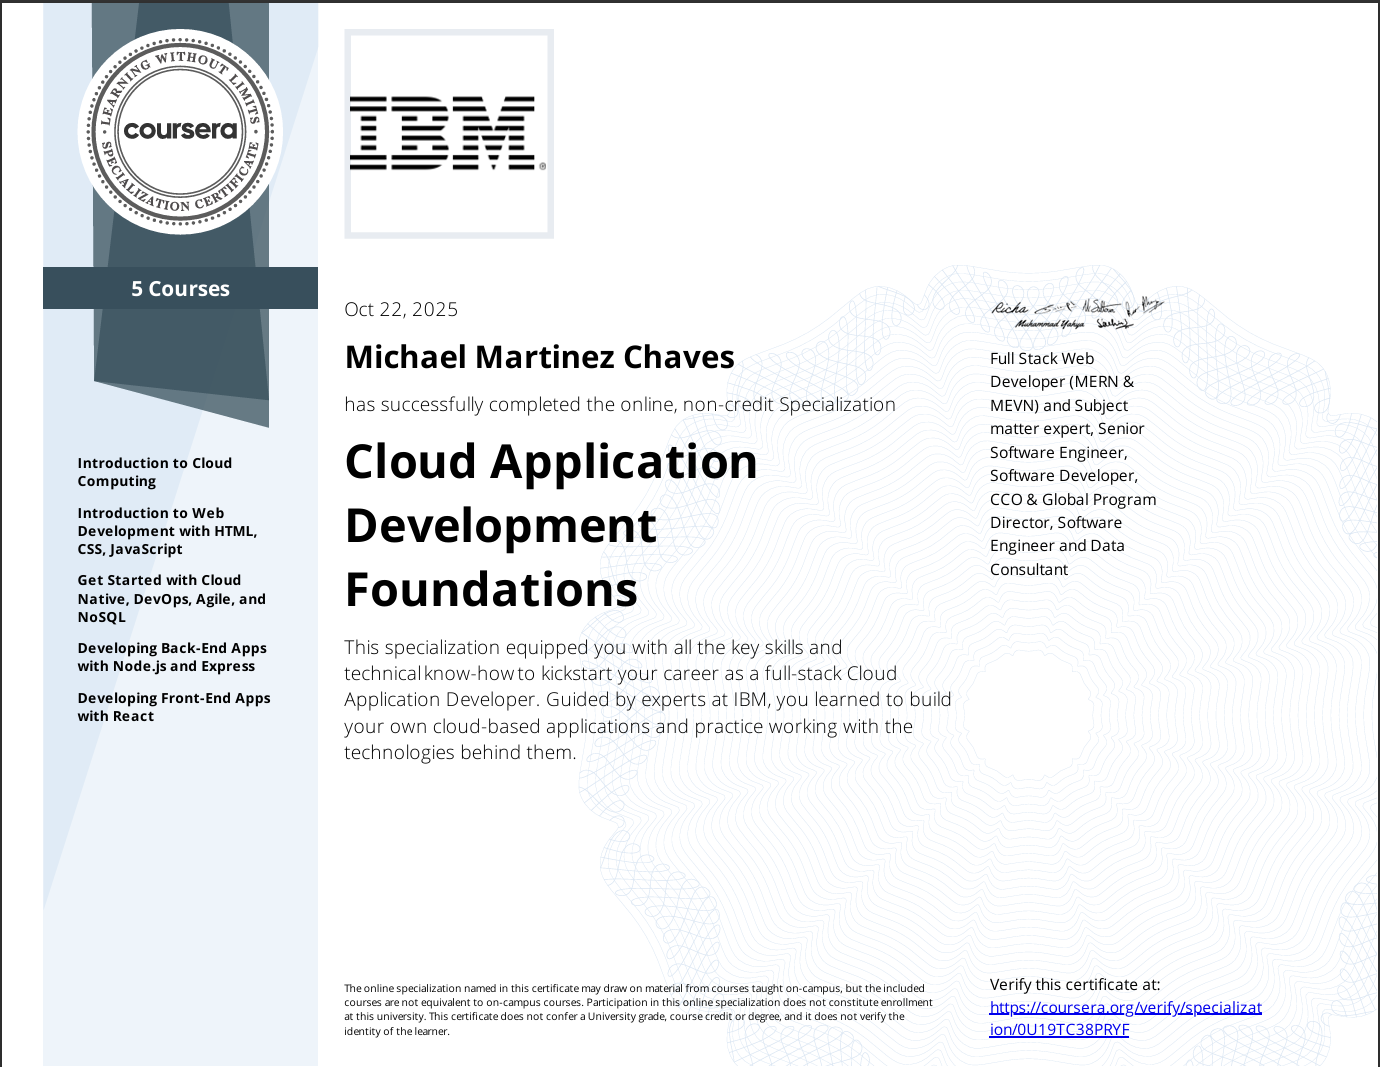 LEARNING WITHOUT LIMITS
coursera
SPECIALIZATION CERTIFICATE
5 Courses
Introduction to Cloud
Computing
Introduction to Web
Development with HTML,
CSS, JavaScript
Get Started with Cloud
Native, DevOps, Agile, and
NoSQL
Developing Back-End Apps
with Node.js and Express
Developing Front-End Apps
with React
IBM®
Oct 22, 2025
Michael Martinez Chaves
has successfully completed the online, non-credit Specialization
Cloud Application
Development
Foundations
This specialization equipped you with all the key skills and
technical know-how to kickstart your career as a full-stack Cloud
Application Developer. Guided by experts at IBM, you learned to build
your own cloud-based applications and practice working with the
technologies behind them.
Richa
Muhammad Yahya
Full Stack Web
Developer (MERN &
MEVN) and Subject
matter expert, Senior
Software Engineer,
Software Developer,
CCO & Global Program
Director, Software
Engineer and Data
Consultant
The online specialization named in this certificate may draw on material from courses taught on-campus, but the included
courses are not equivalent to on-campus courses. Participation in this online specialization does not constitute enrollment
at this university. This certificate does not confer a University grade, course credit or degree, and it does not verify the
identity of the learner.
Verify this certificate at:
https://coursera.org/verify/specializat
ion/0U19TC38PRYF